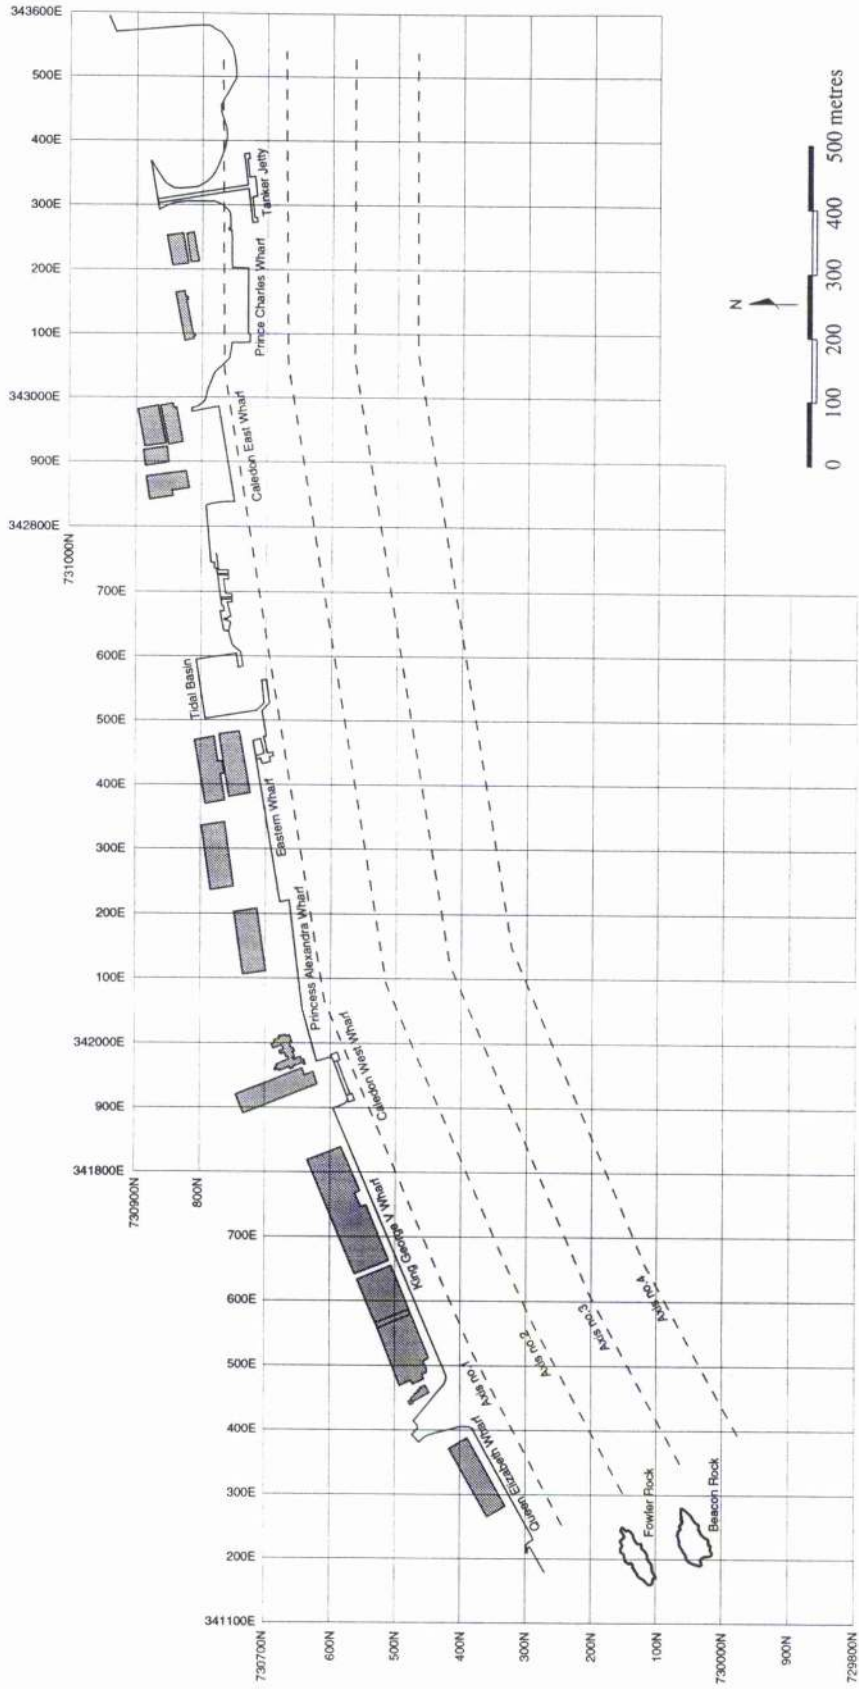 343600E
500E
400E
300E
200E
100E
343000E
900E
342800E
731000N
700E
600E
500E
400E
300E
200E
100E
342000E
900E
341800E
730900N
800N
700E
600E
500E
400E
300E
200E
341100E
730700N
600N
500N
400N
300N
200N
100N
730000N
900N
729800N
Tanker Jetty
Prince Charles Wharf
Caledon East Wharf
Tidal Basin
Eastern Wharf
Princess Alexandra Wharf
Caledon West Wharf
King George V Wharf
Queen Elizabeth Wharf
Axis no.1
Axis no.2
Axis no.3
Axis no.4
Fowler Rock
Beacon Rock
N
0 100 200 300 400 500 metres